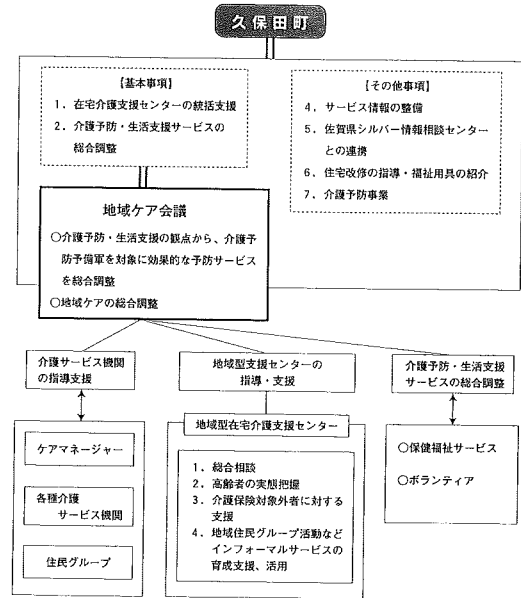 久保田町
【基本事項】
1．在宅介護支援センターの統括支援
2．介護予防・生活支援サービスの
総合調整
【その他事項】
4．サービス情報の整備
5．佐賀県シルバー情報相談センター
との連携
6．住宅改修の指導・福祉用具の紹介
7．介護予防事業
地域ケア会議
○介護予防・生活支援の観点から、介護予
防予備軍を対象に効果的な予防サービス
を総合調整
○地域ケアの総合調整
介護サービス機関
の指導支援
地域型支援センターの
指導・支援
介護予防・生活支援
サービスの総合調整
ケアマネージャー
各種介護
サービス機関
住民グループ
地域型在宅介護支援センター
1．総合相談
2．高齢者の実態把握
3．介護保険対象外者に対する
支援
4．地域住民グループ活動など
インフォーマルサービスの
育成支援、活用
○保健福祉サービス
○ボランティア